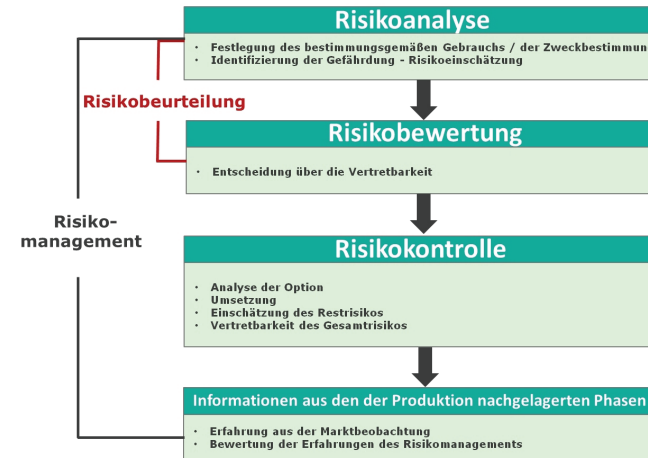 Risikoanalyse
· Festlegung des bestimmungsgemäßen Gebrauchs / der Zweckbestimmun
· Identifizierung der Gefährdung - Risikoeinschätzung
Risikobeurteilung
Risikobewertung
· Entscheidung über die Vertretbarkeit
Risiko-
management
Risikokontrolle
· Analyse der Option
· Umsetzung
· Einschätzung des Restrisikos
· Vertretbarkeit des Gesamtrisikos
Informationen aus den der Produktion nachgelagerten Phasen
· Erfahrung aus der Marktbeobachtung
· Bewertung der Erfahrungen des Risikomanagements